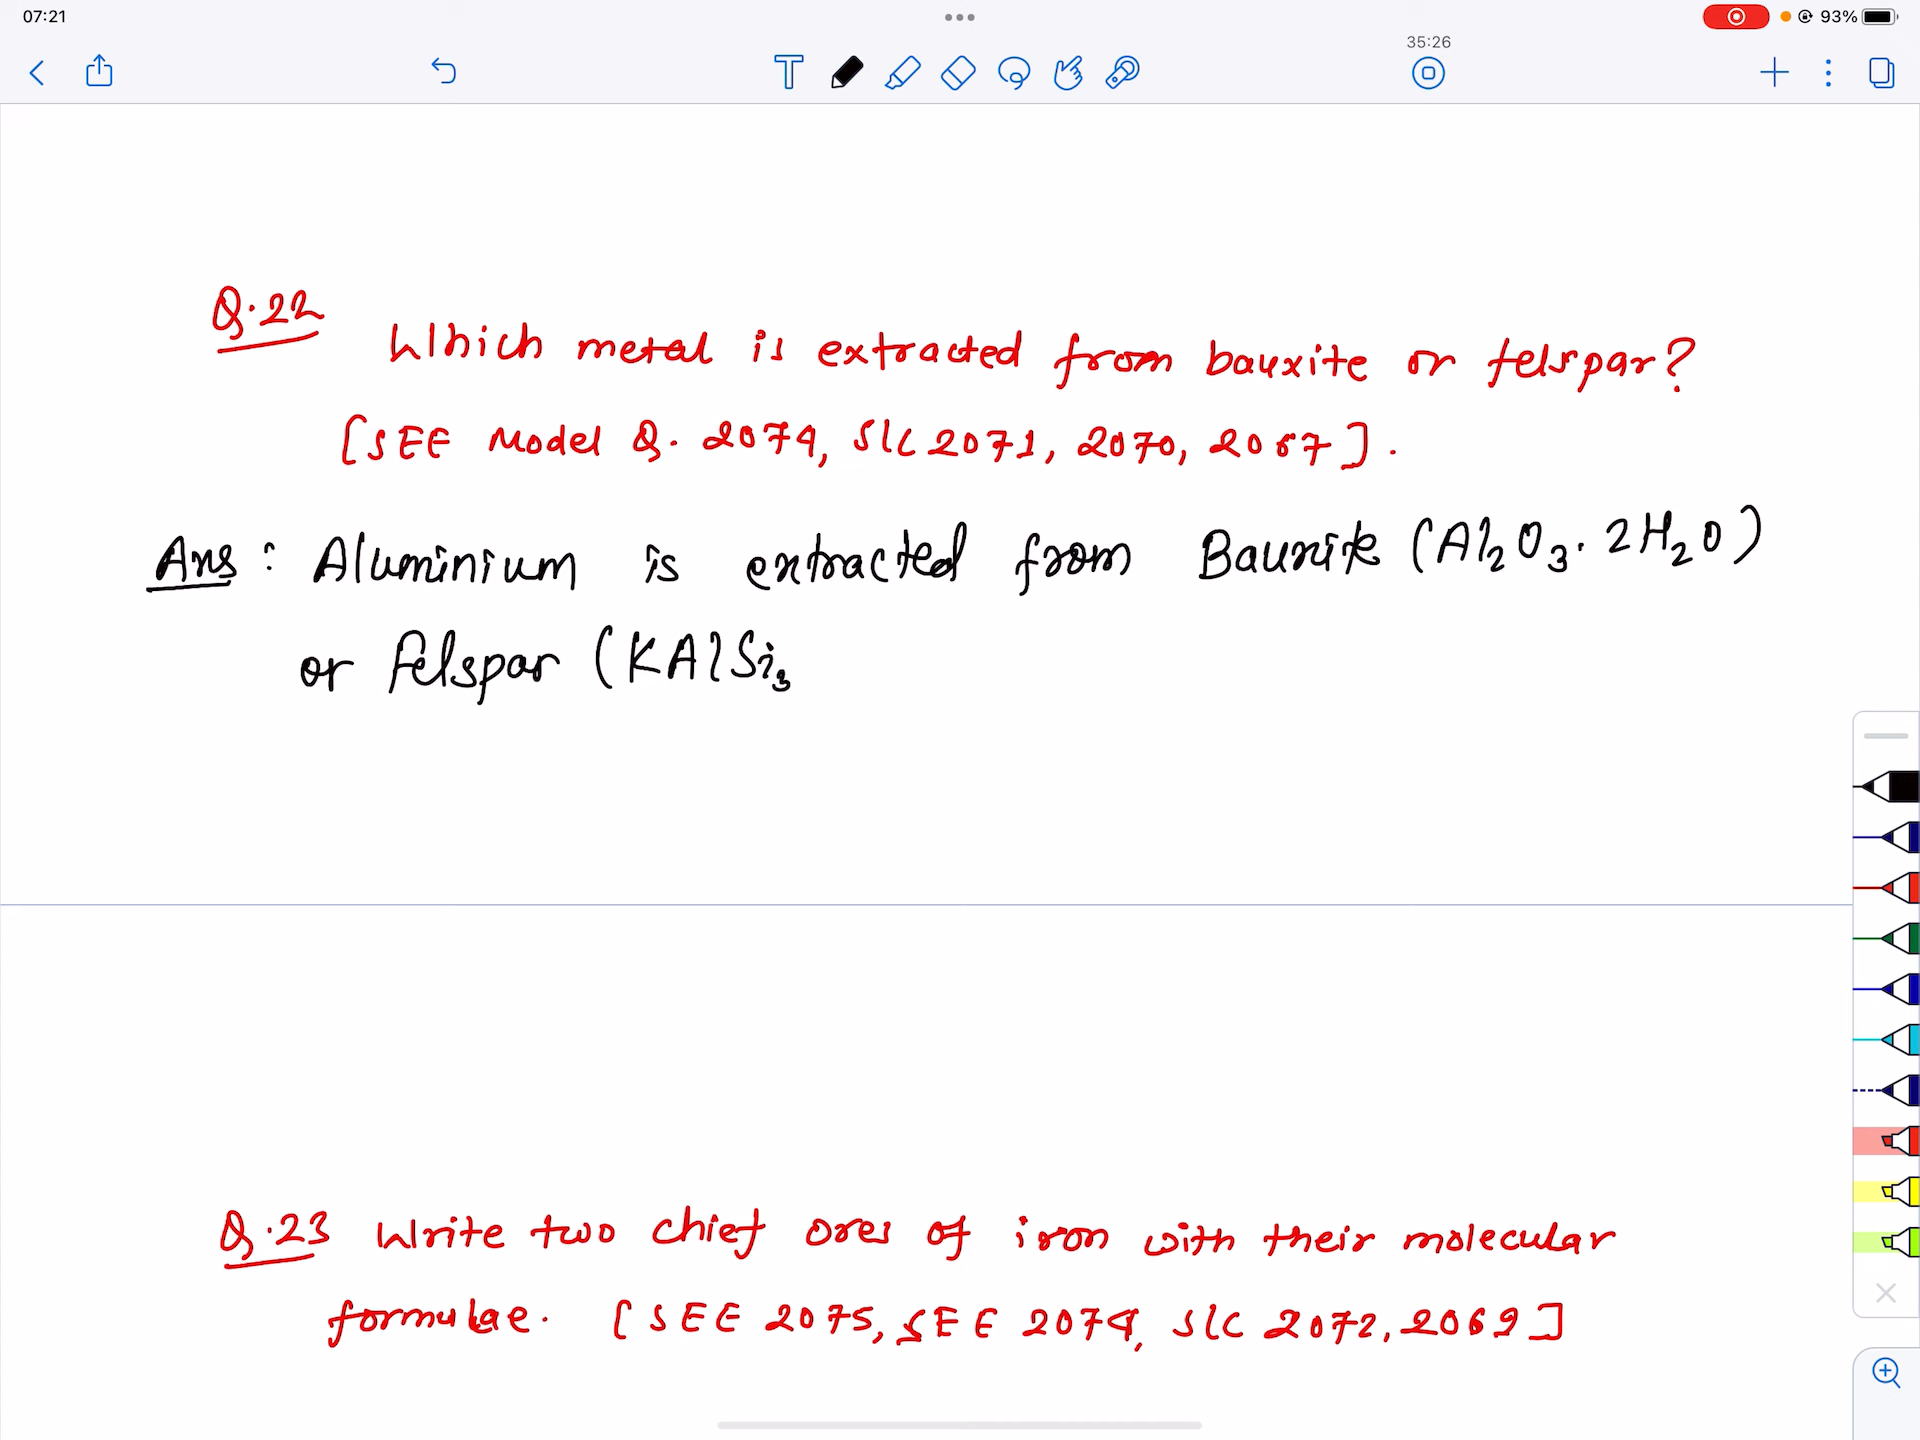 07:21
93%
35:26
Q.22
Which metal is extracted from bauxite or felspar?
[SEE Model Q. 2074, SLC 2071, 2070, 2067].
Ans: Aluminium is extracted from Bauxite (Al₂O₃.2H₂O)
or Felspar (KAlSi₃
Q.23 Write two chief ores of iron with their molecular
formulae. [SEE 2075, SEE 2074, SLC 2072, 2069]